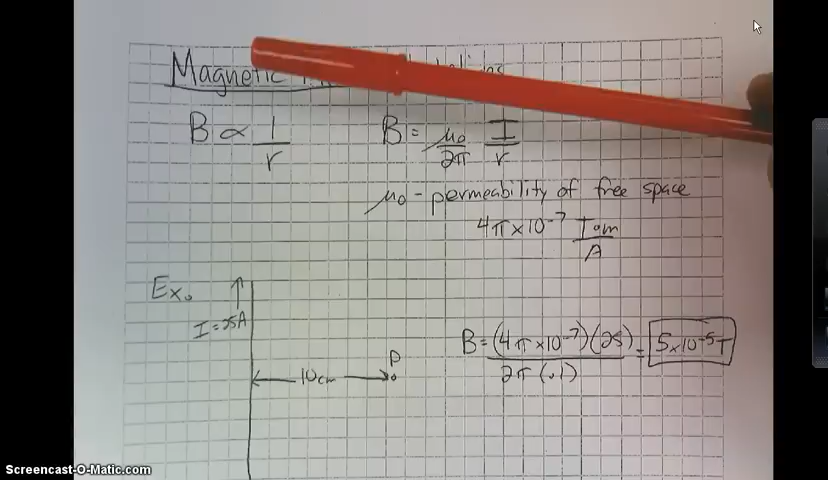 Magnetic
B ∝ 1/r
B = μ₀/2π I/r
μ₀ - permeability of free space
4π×10⁻⁷ T·m/A
Ex.
I = 25A
10cm
P
B = (4π×10⁻⁷)(25)/2π(.1) = 5×10⁻⁵T
Screencast-O-Matic.com